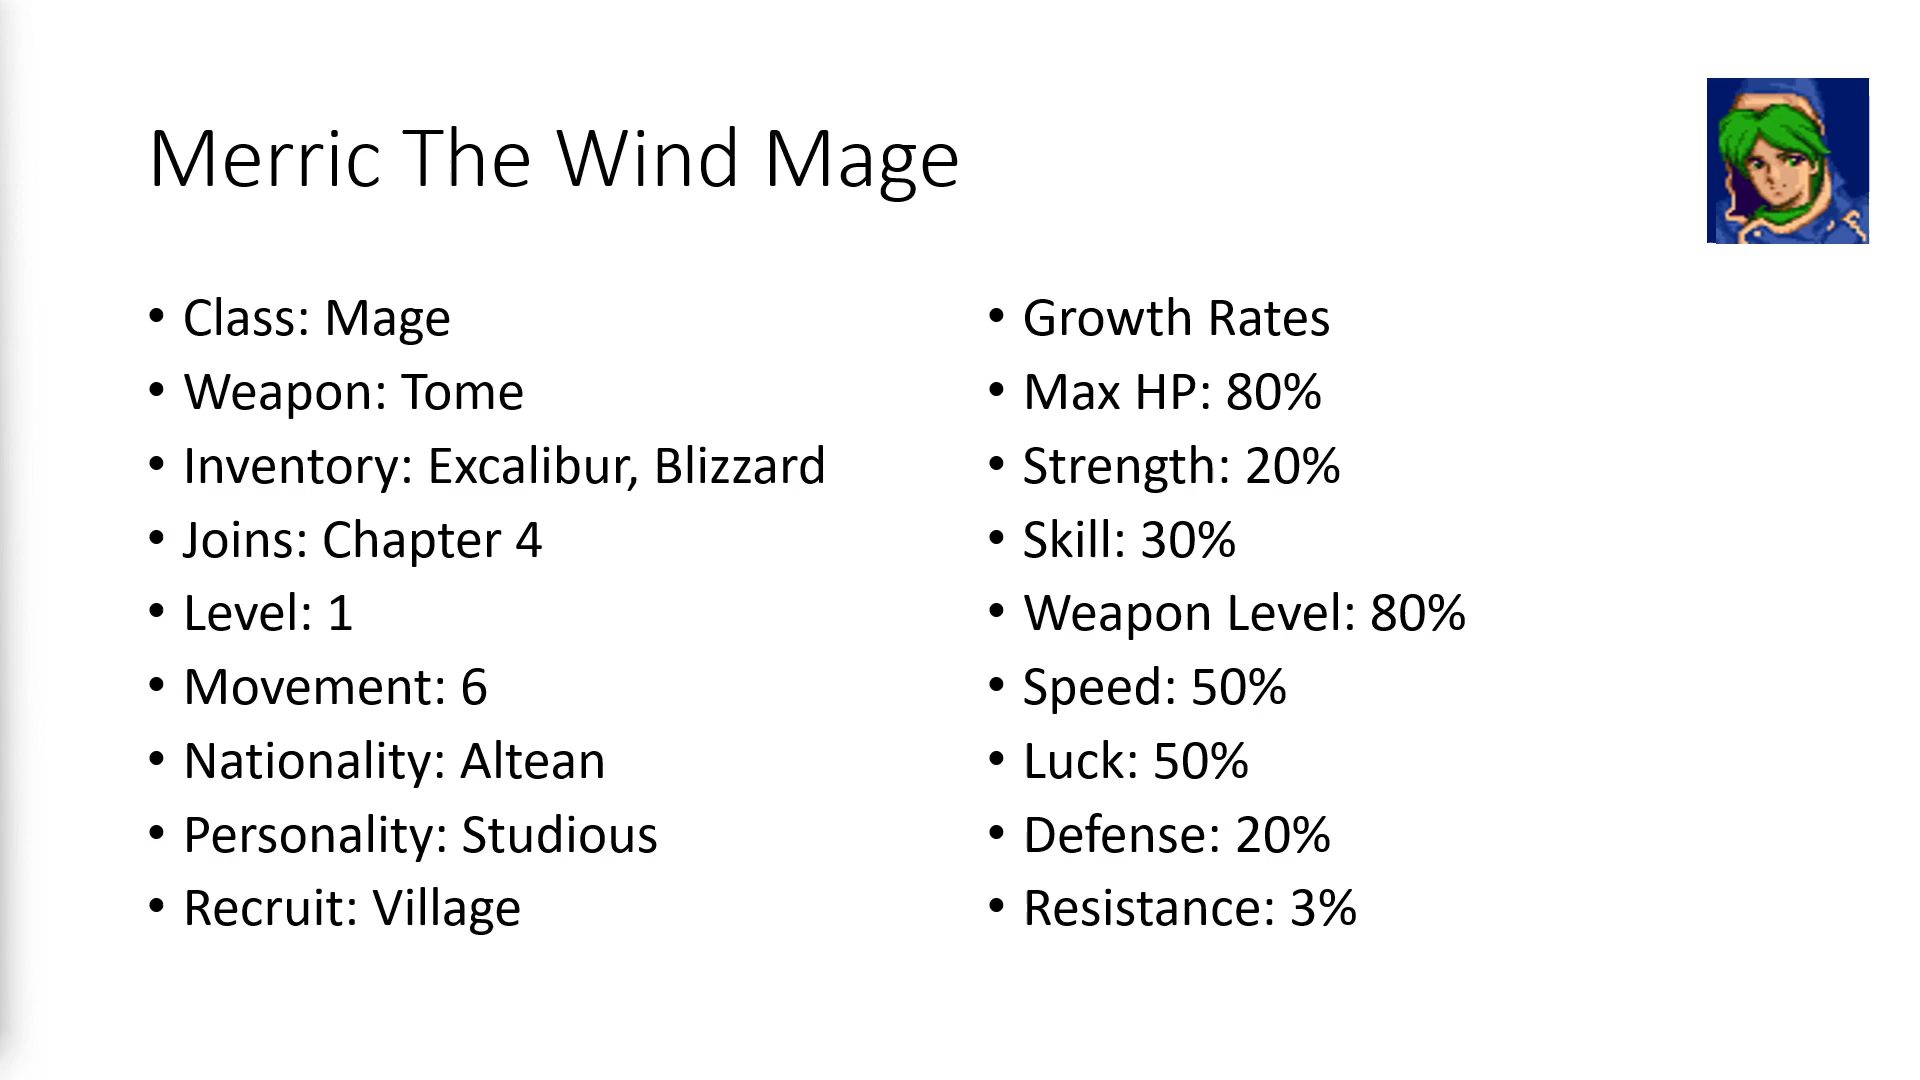 Merric The Wind Mage
• Class: Mage
• Weapon: Tome
• Inventory: Excalibur, Blizzard
• Joins: Chapter 4
• Level: 1
• Movement: 6
• Nationality: Altean
• Personality: Studious
• Recruit: Village
• Growth Rates
• Max HP: 80%
• Strength: 20%
• Skill: 30%
• Weapon Level: 80%
• Speed: 50%
• Luck: 50%
• Defense: 20%
• Resistance: 3%